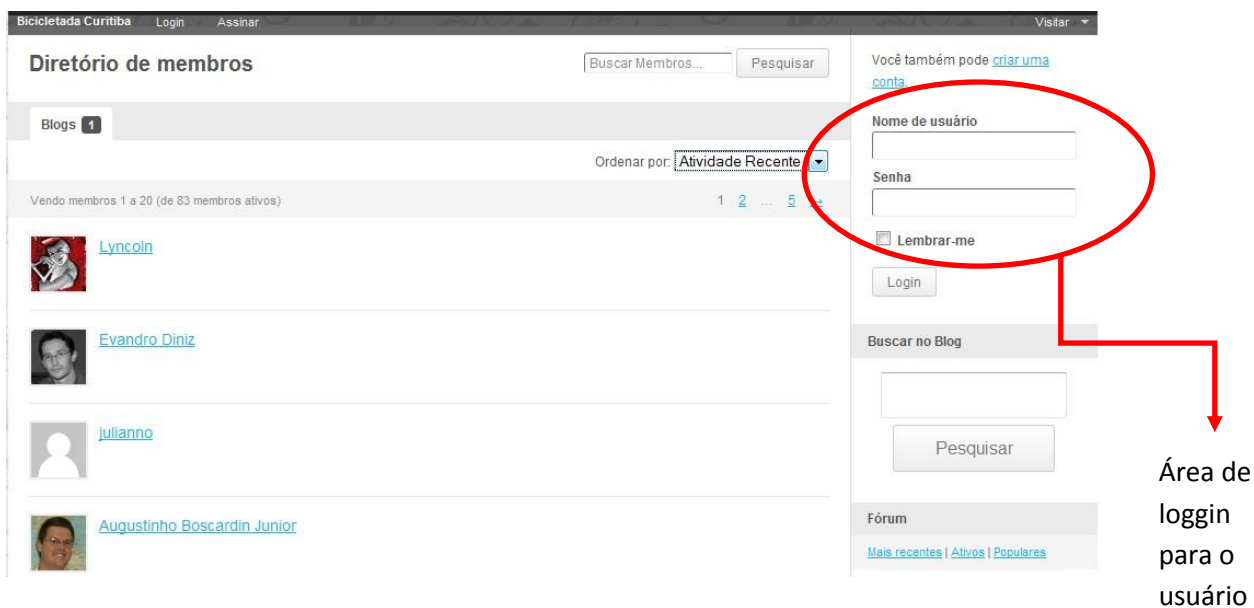 Bicicletada Curitiba Login Assinar Visitar
Diretório de membros
Buscar Membros... Pesquisar
Blogs 1
Ordenar por: Atividade Recente
Vendo membros 1 a 20 (de 83 membros ativos) 1 2 ... 5 →
Lyncoln
Evandro Diniz
julianno
Augustinho Boscardin Junior
Você também pode criar uma
conta.
Nome de usuário
Senha
Lembrar-me
Login
Buscar no Blog
Pesquisar
Fórum
Mais recentes | Ativos | Populares
Área de
loggin
para o
usuário